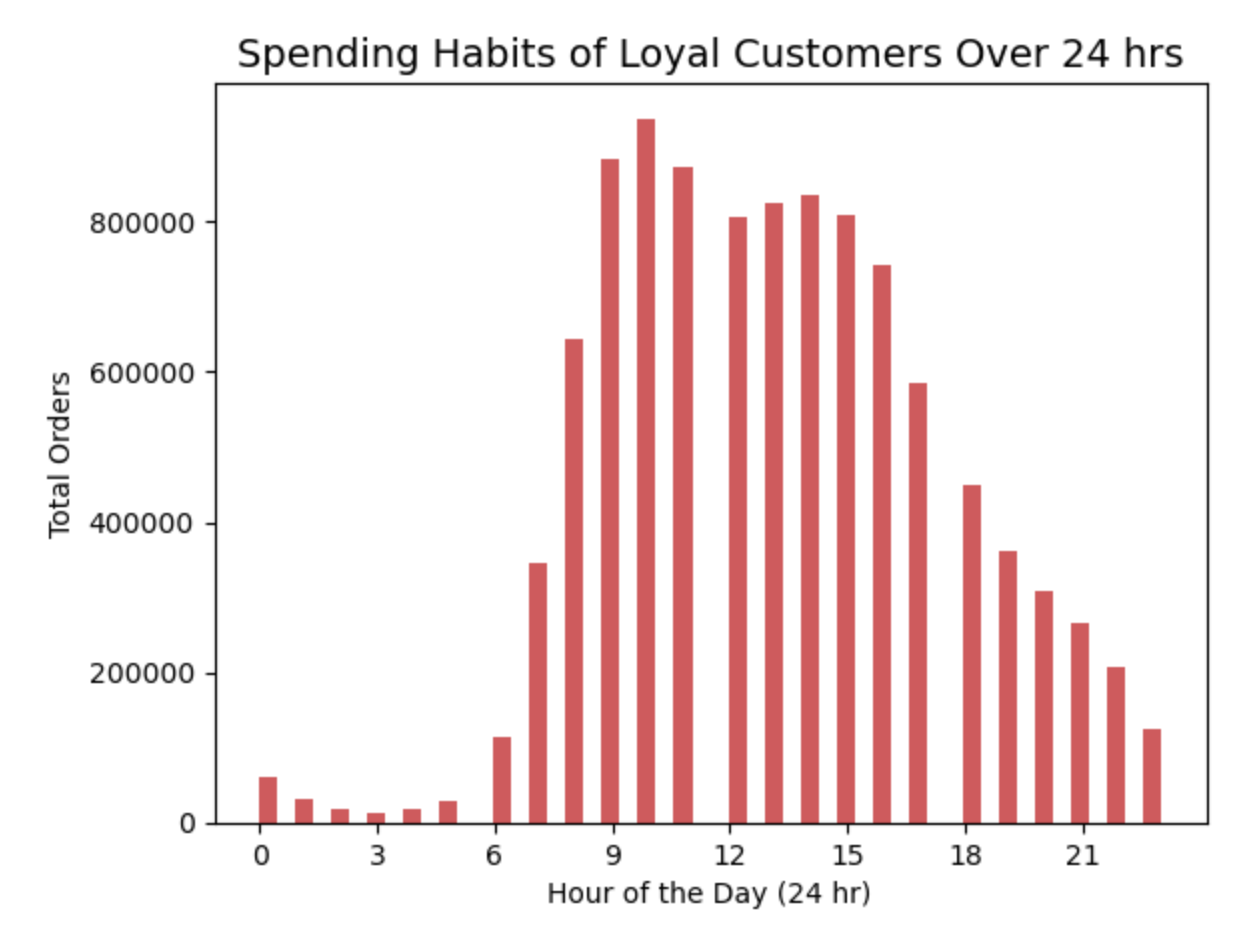 Spending Habits of Loyal Customers Over 24 hrs
800000
600000
400000
200000
0
Total Orders
0 3 6 9 12 15 18 21
Hour of the Day (24 hr)